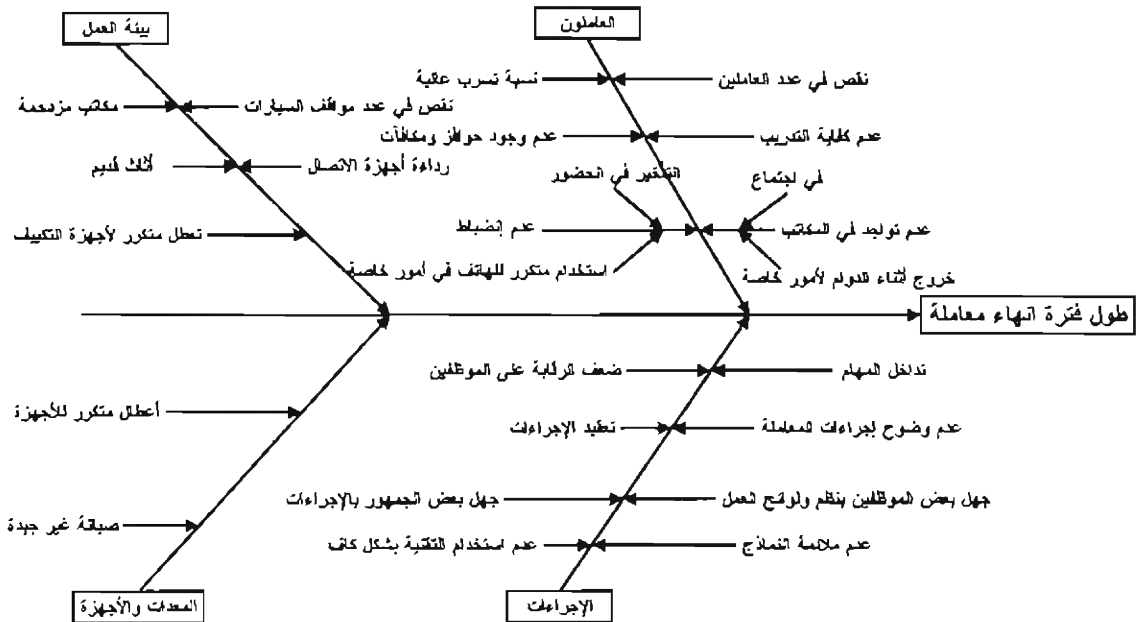 العاملون
بيئة العمل
نقص في عدد العاملين
نسبة تسرب عالية
نقص في عدد مواقف السيارات
مكاتب مزدحمة
عدم كفاية التدريب
عدم وجود حوافز ومكافآت
رداءة أجهزة الاتصال
أثاث قديم
في اجتماع
التأخير في الحضور
عدم تواجد في المكاتب
عدم إنضباط
تعطل متكرر لأجهزة التكييف
خروج أثناء الدوام لأمور خاصة
استخدام متكرر للهاتف في أمور خاصة
طول فترة انهاء معاملة
تداخل المهام
ضعف الرقابة على الموظفين
أعطال متكرر للأجهزة
عدم وضوح إجراءات المعاملة
تعقيد الإجراءات
جهل بعض الموظفين بنظم ولوائح العمل
جهل بعض الجمهور بالإجراءات
صيانة غير جيدة
عدم ملائمة النماذج
عدم استخدام للتقنية بشكل كاف
الإجراءات
المعدات والأجهزة